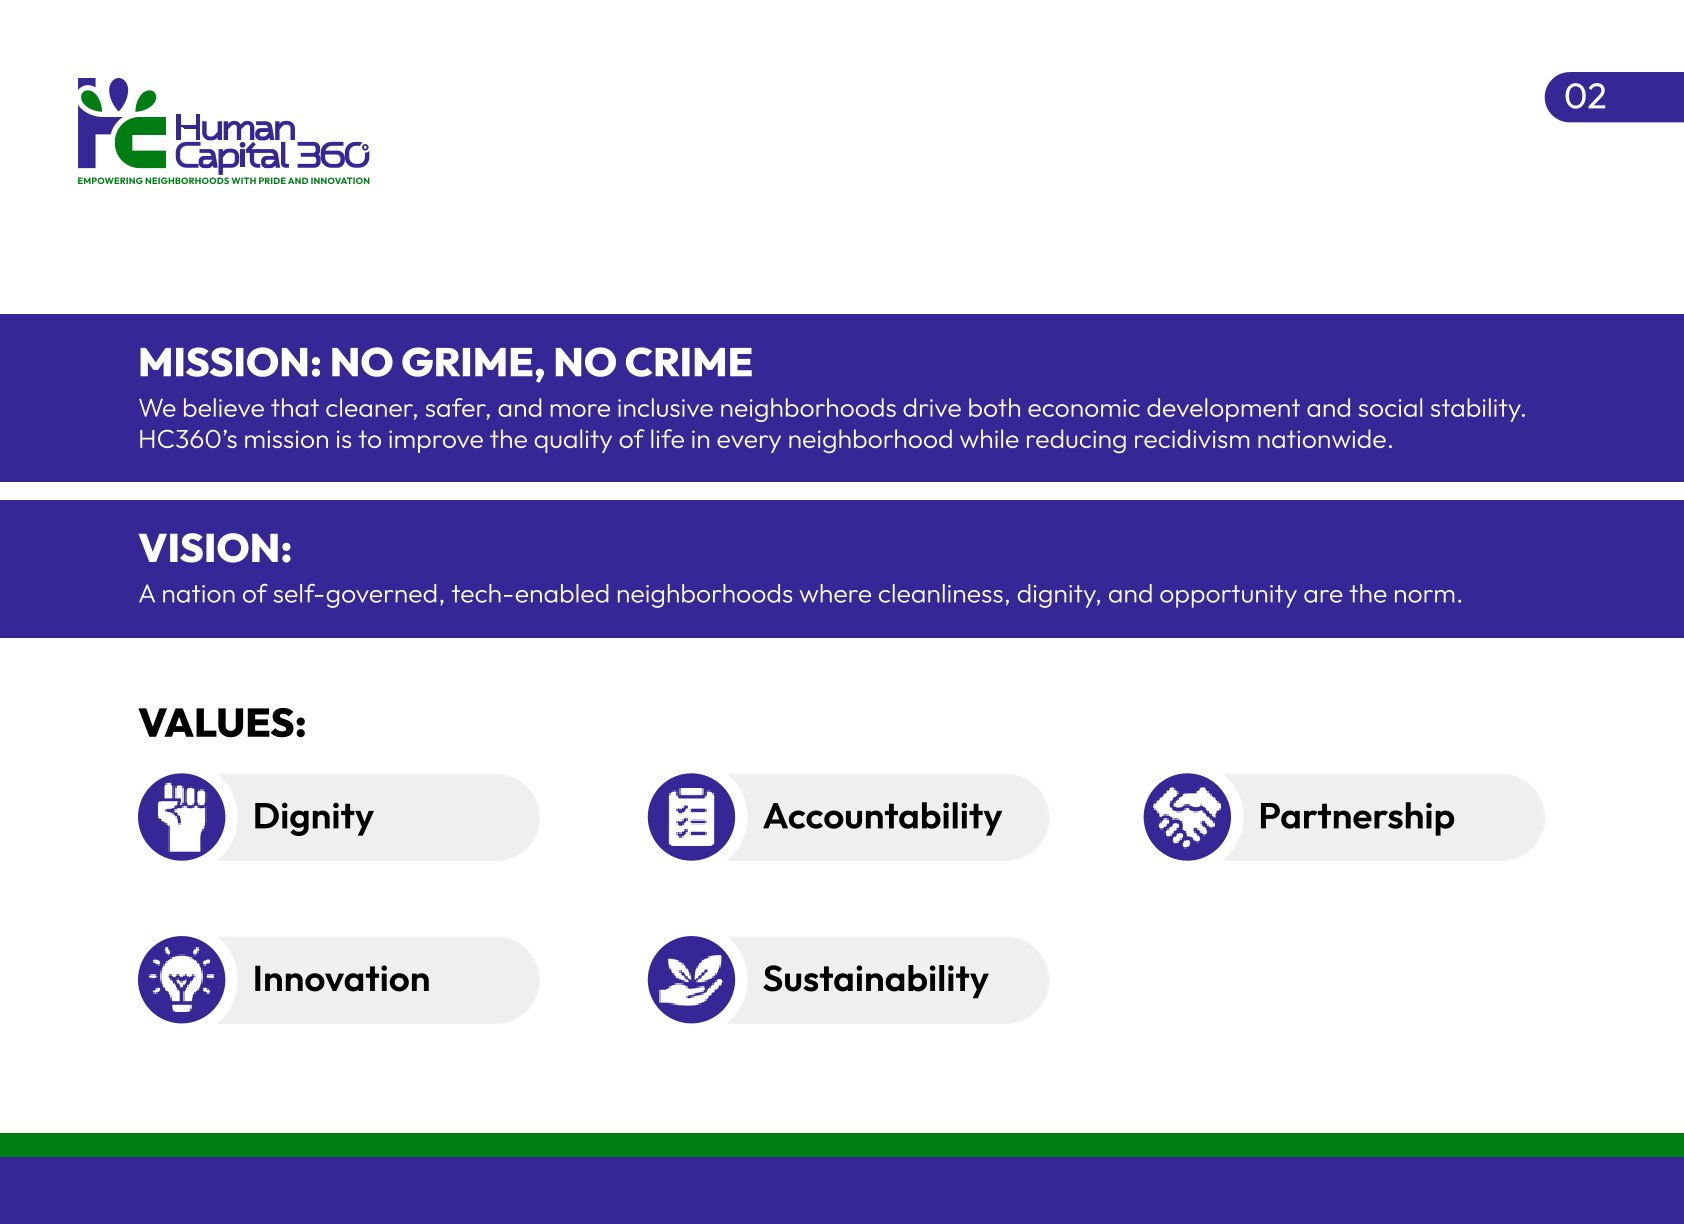 02
Human
Capital 360°
EMPOWERING NEIGHBORHOODS WITH PRIDE AND INNOVATION
MISSION: NO GRIME, NO CRIME
We believe that cleaner, safer, and more inclusive neighborhoods drive both economic development and social stability.
HC360’s mission is to improve the quality of life in every neighborhood while reducing recidivism nationwide.
VISION:
A nation of self-governed, tech-enabled neighborhoods where cleanliness, dignity, and opportunity are the norm.
VALUES:
Dignity
Accountability
Partnership
Innovation
Sustainability